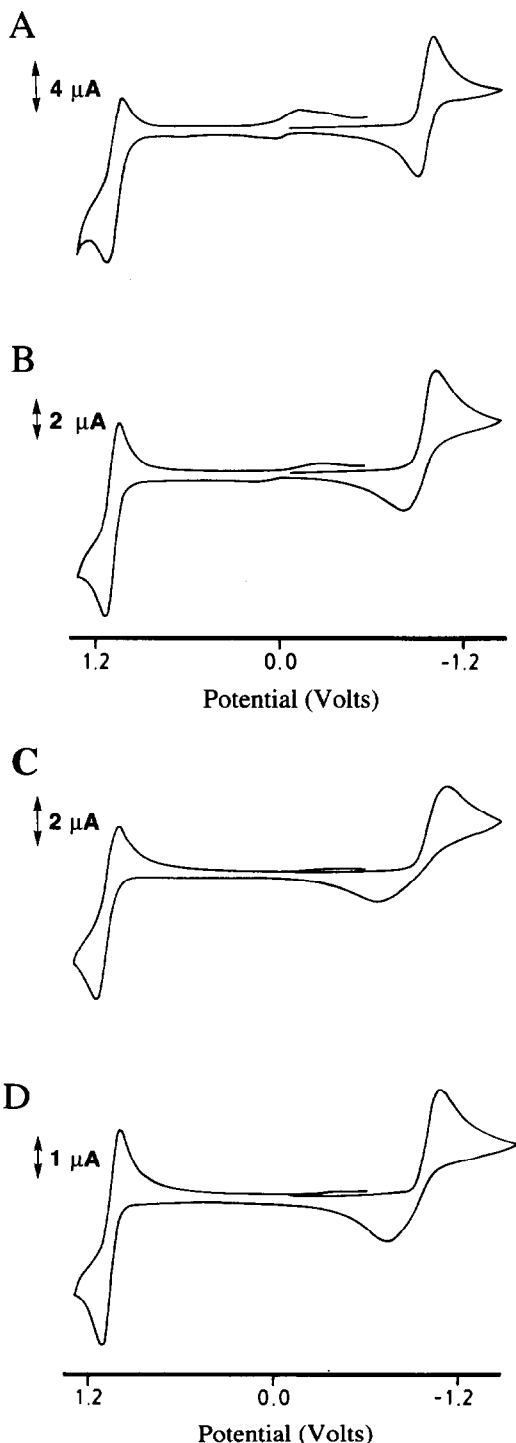 A
4 μA
B
2 μA
1.2 0.0 -1.2
Potential (Volts)
C
2 μA
D
1 μA
1.2 0.0 -1.2
Potential (Volts)